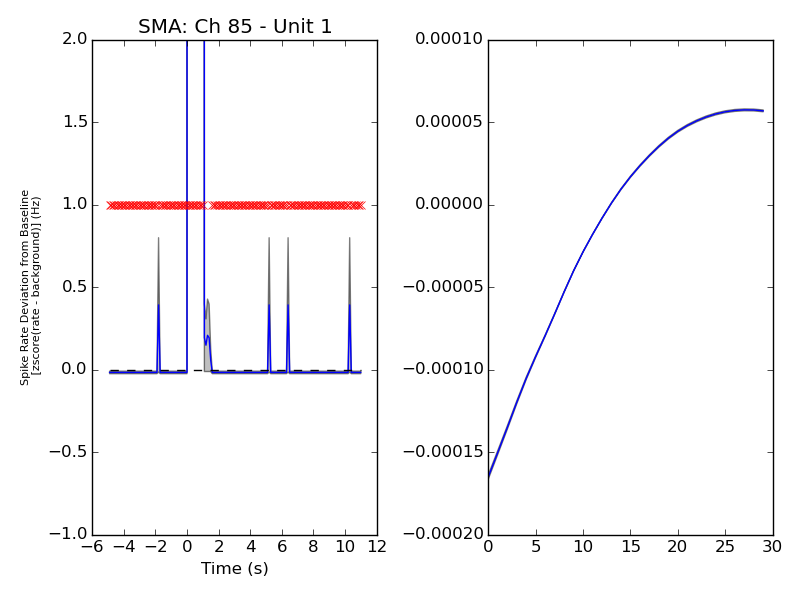 SMA: Ch 85 - Unit 1
Spike Rate Deviation from Baseline
[zscore(rate - background)] (Hz)
2.0
1.5
1.0
0.5
0.0
−0.5
−1.0
−6 −4 −2 0 2 4 6 8 10 12
Time (s)
0.00010
0.00005
0.00000
−0.00005
−0.00010
−0.00015
−0.00020
0 5 10 15 20 25 30